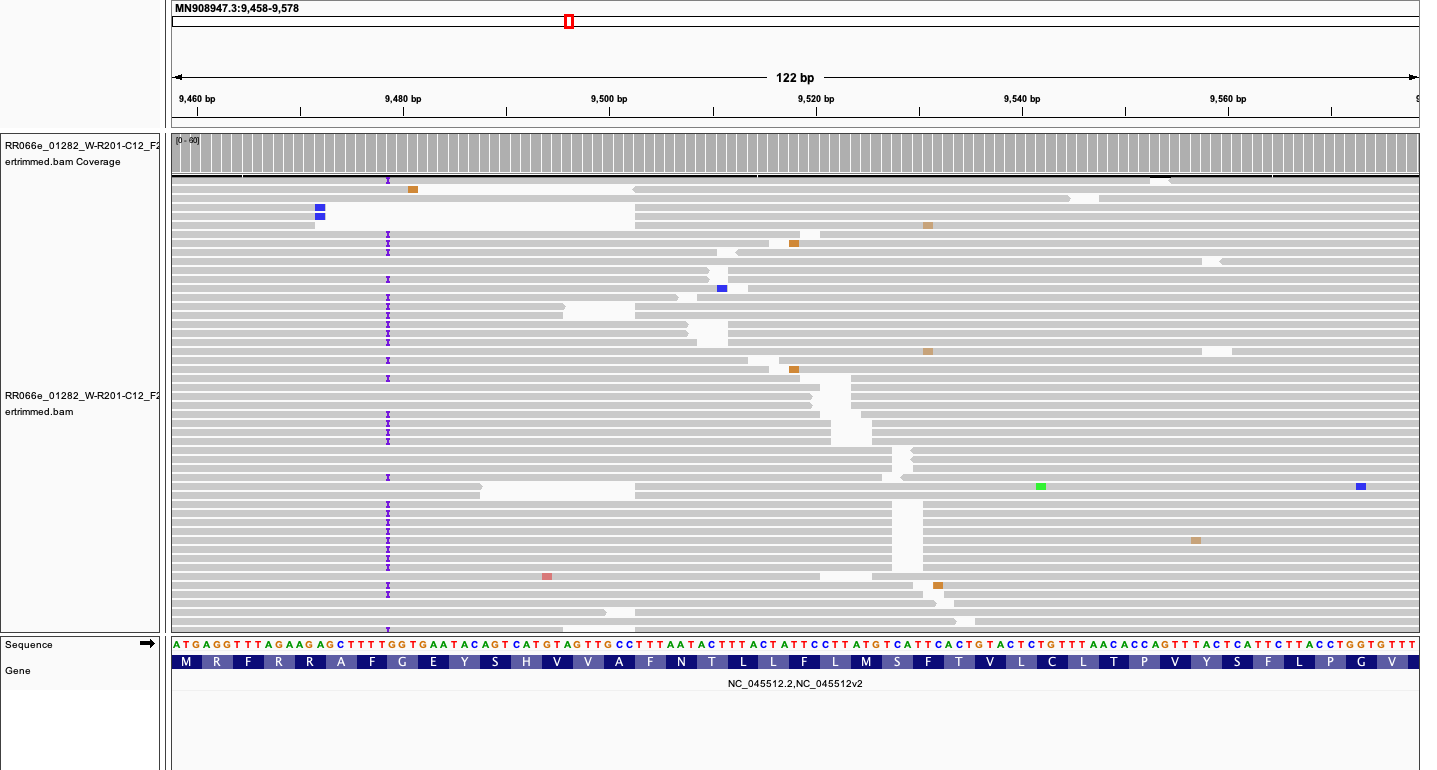 MN908947.3:9,458-9,578
122 bp
9,460 bp 9,480 bp 9,500 bp 9,520 bp 9,540 bp 9,560 bp
[0 - 60]
RR066e_01282_W-R201-C12_F2
ertrimmed.bam Coverage
RR066e_01282_W-R201-C12_F2
ertrimmed.bam
Sequence
ATGAGGTTTAGAAGAGCTTTTGGTGAATACAGTCATGTAGTTGCCTTTAATACTTTACTATTCCTTATGTCATTCACTGTACTCTGTTTAACACCAGTTTACTCATTCTTACCTGGTGTTT
Gene
M R F R R A F G E Y S H V V A F N T L L F L M S F T V L C L T P V Y S F L P G V
NC_045512.2,NC_045512v2